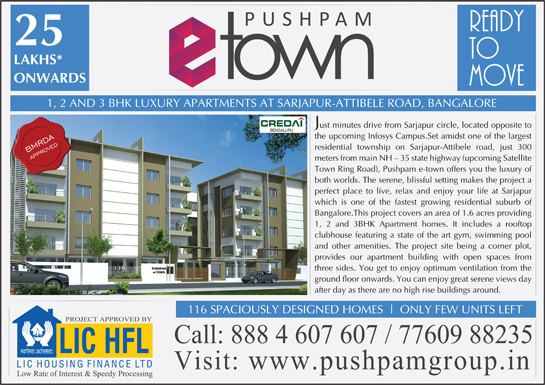 25
LAKHS*
ONWARDS
PUSHPAM
etown
READY
TO
MOVE
1, 2 AND 3 BHK LUXURY APARTMENTS AT SARJAPUR-ATTIBELE ROAD, BANGALORE
BMRDA
APPROVED
CREDAI
BENGALURU
PUSHPAM
e-TOWN
Just minutes drive from Sarjapur circle, located opposite to
the upcoming Infosys Campus.Set amidst one of the largest
residential township on Sarjapur-Attibele road, just 300
meters from main NH – 35 state highway (upcoming Satellite
Town Ring Road), Pushpam e-town offers you the luxury of
both worlds. The serene, blissful setting makes the project a
perfect place to live, relax and enjoy your life at Sarjapur
which is one of the fastest growing residential suburb of
Bangalore.This project covers an area of 1.6 acres providing
1, 2 and 3BHK Apartment homes. It includes a rooftop
clubhouse featuring a state of the art gym, swimming pool
and other amenities. The project site being a corner plot,
provides our apartment building with open spaces from
three sides. You get to enjoy optimum ventilation from the
ground floor onwards. You can enjoy great serene views day
after day as there are no high rise buildings around.
116 SPACIOUSLY DESIGNED HOMES | ONLY FEW UNITS LEFT
PROJECT APPROVED BY
LIC HFL
LIC HOUSING FINANCE LTD
Low Rate of Interest & Speedy Processing
Call: 888 4 607 607 / 77609 88235
Visit: www.pushpamgroup.in